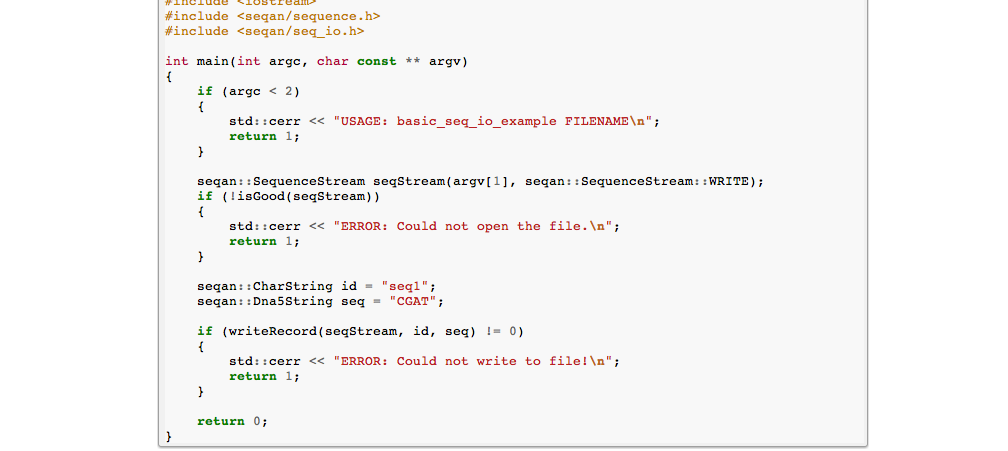 #include <iostream>
#include <seqan/sequence.h>
#include <seqan/seq_io.h>

int main(int argc, char const ** argv)
{
    if (argc < 2)
    {
        std::cerr << "USAGE: basic_seq_io_example FILENAME\n";
        return 1;
    }

    seqan::SequenceStream seqStream(argv[1], seqan::SequenceStream::WRITE);
    if (!isGood(seqStream))
    {
        std::cerr << "ERROR: Could not open the file.\n";
        return 1;
    }

    seqan::CharString id = "seq1";
    seqan::Dna5String seq = "CGAT";

    if (writeRecord(seqStream, id, seq) != 0)
    {
        std::cerr << "ERROR: Could not write to file!\n";
        return 1;
    }

    return 0;
}